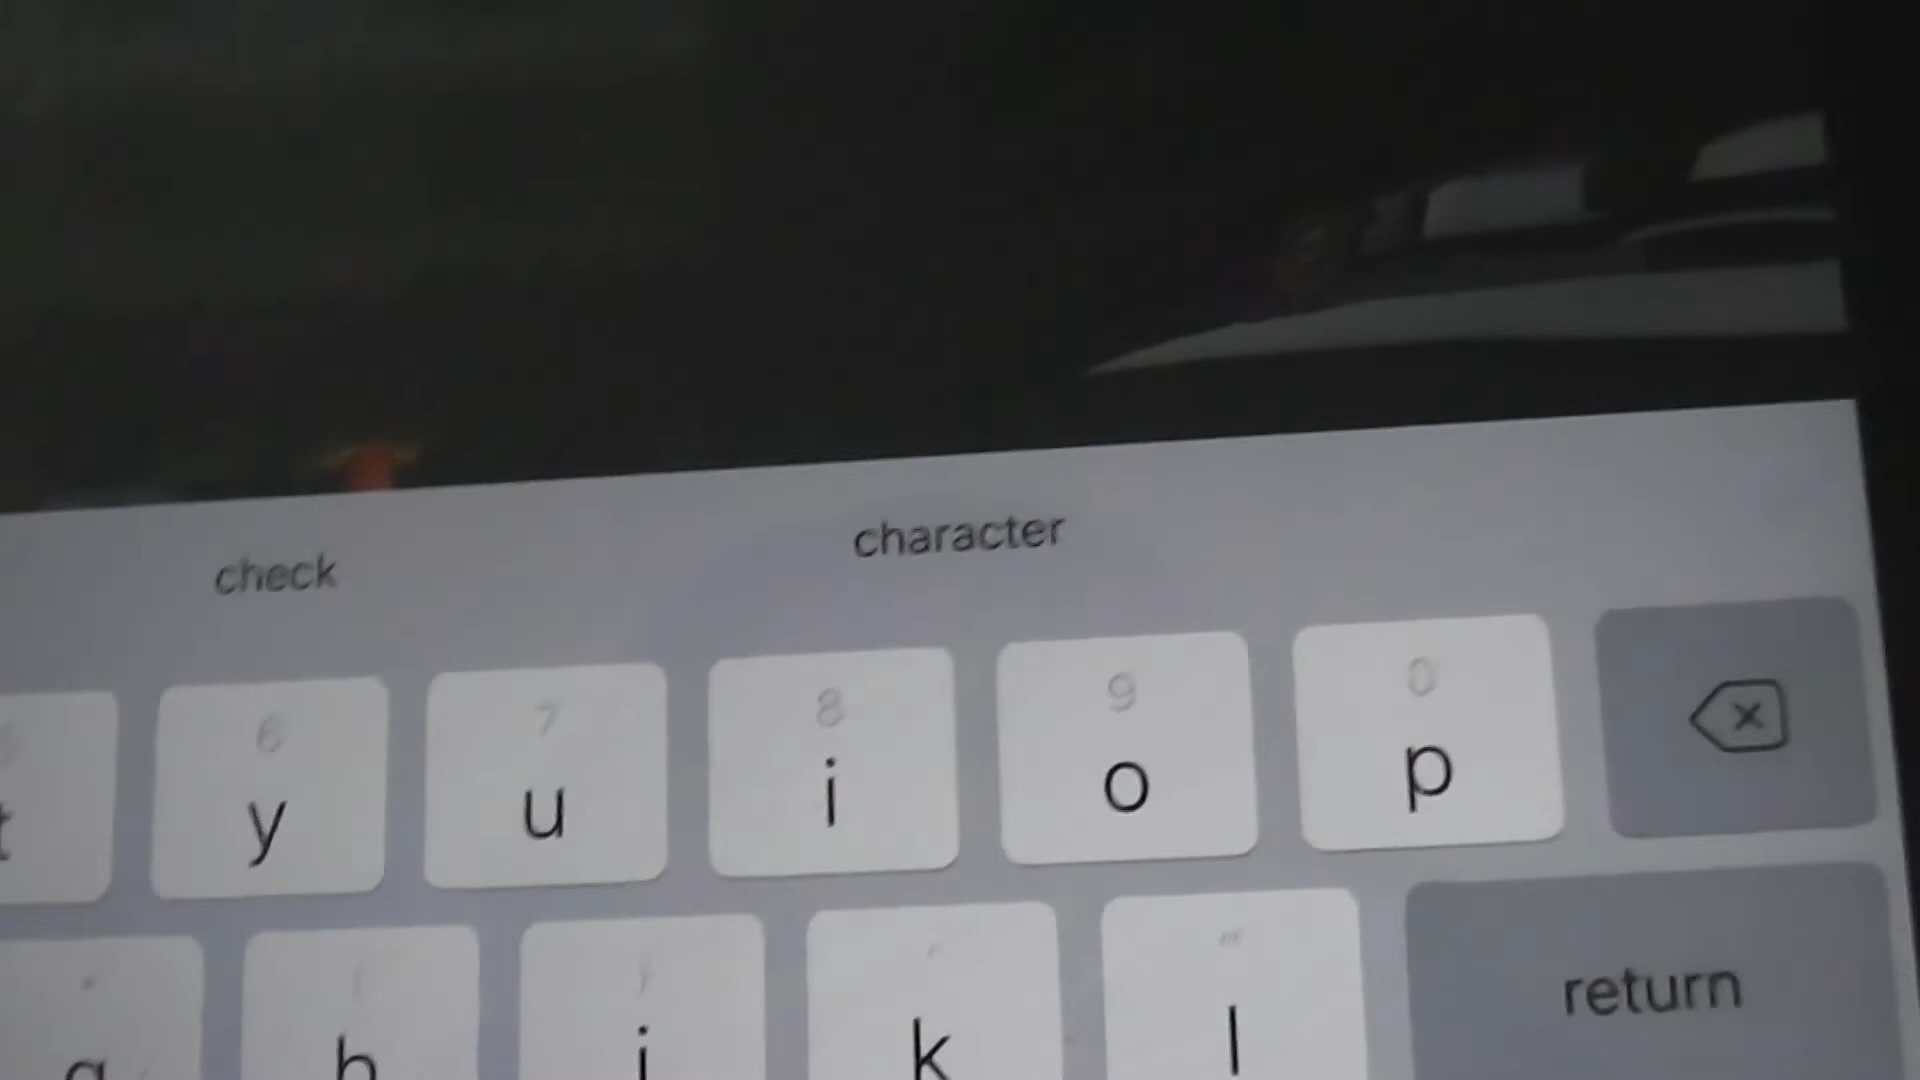 check character
6 7 8 9 0
t y u i o p
g h j k l return